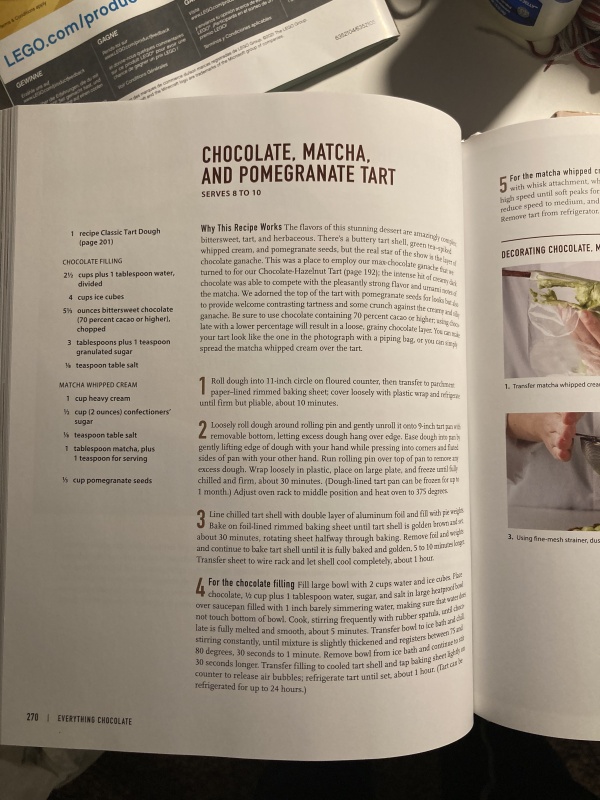 LEGO.com/produ
GEWINNE
GAGNE
CHOCOLATE, MATCHA,
AND POMEGRANATE TART
SERVES 8 TO 10
1 recipe Classic Tart Dough
(page 201)
CHOCOLATE FILLING
2½ cups plus 1 tablespoon water,
divided
4 cups ice cubes
5½ ounces bittersweet chocolate
(70 percent cacao or higher),
chopped
3 tablespoons plus 1 teaspoon
granulated sugar
⅛ teaspoon table salt
MATCHA WHIPPED CREAM
1 cup heavy cream
½ cup (2 ounces) confectioners'
sugar
⅛ teaspoon table salt
1 tablespoon matcha, plus
1 teaspoon for serving
½ cup pomegranate seeds
Why This Recipe Works The flavors of this stunning dessert are amazingly complex,
bittersweet, tart, and herbaceous. There's a buttery tart shell, green tea–spiked
whipped cream, and pomegranate seeds, but the real star of the show is the layer of
chocolate ganache. This was a place to employ our max-chocolate ganache that we
turned to for our Chocolate-Hazelnut Tart (page 192); the intense hit of creamy dark
chocolate was able to compete with the pleasantly strong flavor and umami notes of
the matcha. We adorned the top of the tart with pomegranate seeds for looks but also
to provide welcome contrasting tartness and some crunch against the creamy and silky
ganache. Be sure to use chocolate containing 70 percent cacao or higher; using choco-
late with a lower percentage will result in a loose, grainy chocolate layer. You can make
your tart look like the one in the photograph with a piping bag, or you can simply
spread the matcha whipped cream over the tart.
1 Roll dough into 11-inch circle on floured counter, then transfer to parchment
paper–lined rimmed baking sheet; cover loosely with plastic wrap and refrigerate
until firm but pliable, about 10 minutes.
2 Loosely roll dough around rolling pin and gently unroll it onto 9-inch tart pan with
removable bottom, letting excess dough hang over edge. Ease dough into pan by
gently lifting edge of dough with your hand while pressing into corners and fluted
sides of pan with your other hand. Run rolling pin over top of pan to remove any
excess dough. Wrap loosely in plastic, place on large plate, and freeze until fully
chilled and firm, about 30 minutes. (Dough-lined tart pan can be frozen for up to
1 month.) Adjust oven rack to middle position and heat oven to 375 degrees.
3 Line chilled tart shell with double layer of aluminum foil and fill with pie weights.
Bake on foil-lined rimmed baking sheet until tart shell is golden brown and set,
about 30 minutes, rotating sheet halfway through baking. Remove foil and weights
and continue to bake tart shell until it is fully baked and golden, 5 to 10 minutes longer.
Transfer sheet to wire rack and let shell cool completely, about 1 hour.
4 For the chocolate filling Fill large bowl with 2 cups water and ice cubes. Place
chocolate, ½ cup plus 1 tablespoon water, sugar, and salt in large heatproof bowl
over saucepan filled with 1 inch barely simmering water, making sure that water does
not touch bottom of bowl. Cook, stirring frequently with rubber spatula, until choco-
late is fully melted and smooth, about 5 minutes. Transfer bowl to ice bath and chill,
stirring constantly, until mixture is slightly thickened and registers between 75 and
80 degrees, 30 seconds to 1 minute. Remove bowl from ice bath and continue to stir
30 seconds longer. Transfer filling to cooled tart shell and tap baking sheet lightly on
counter to release air bubbles; refrigerate tart until set, about 1 hour. (Tart can be
refrigerated for up to 24 hours.)
270 | EVERYTHING CHOCOLATE
5 For the matcha whipped cr
with whisk attachment, wh
high speed until soft peaks for
reduce speed to medium, and
Remove tart from refrigerator.
DECORATING CHOCOLATE, M
1. Transfer matcha whipped crea
3. Using fine-mesh strainer, dus